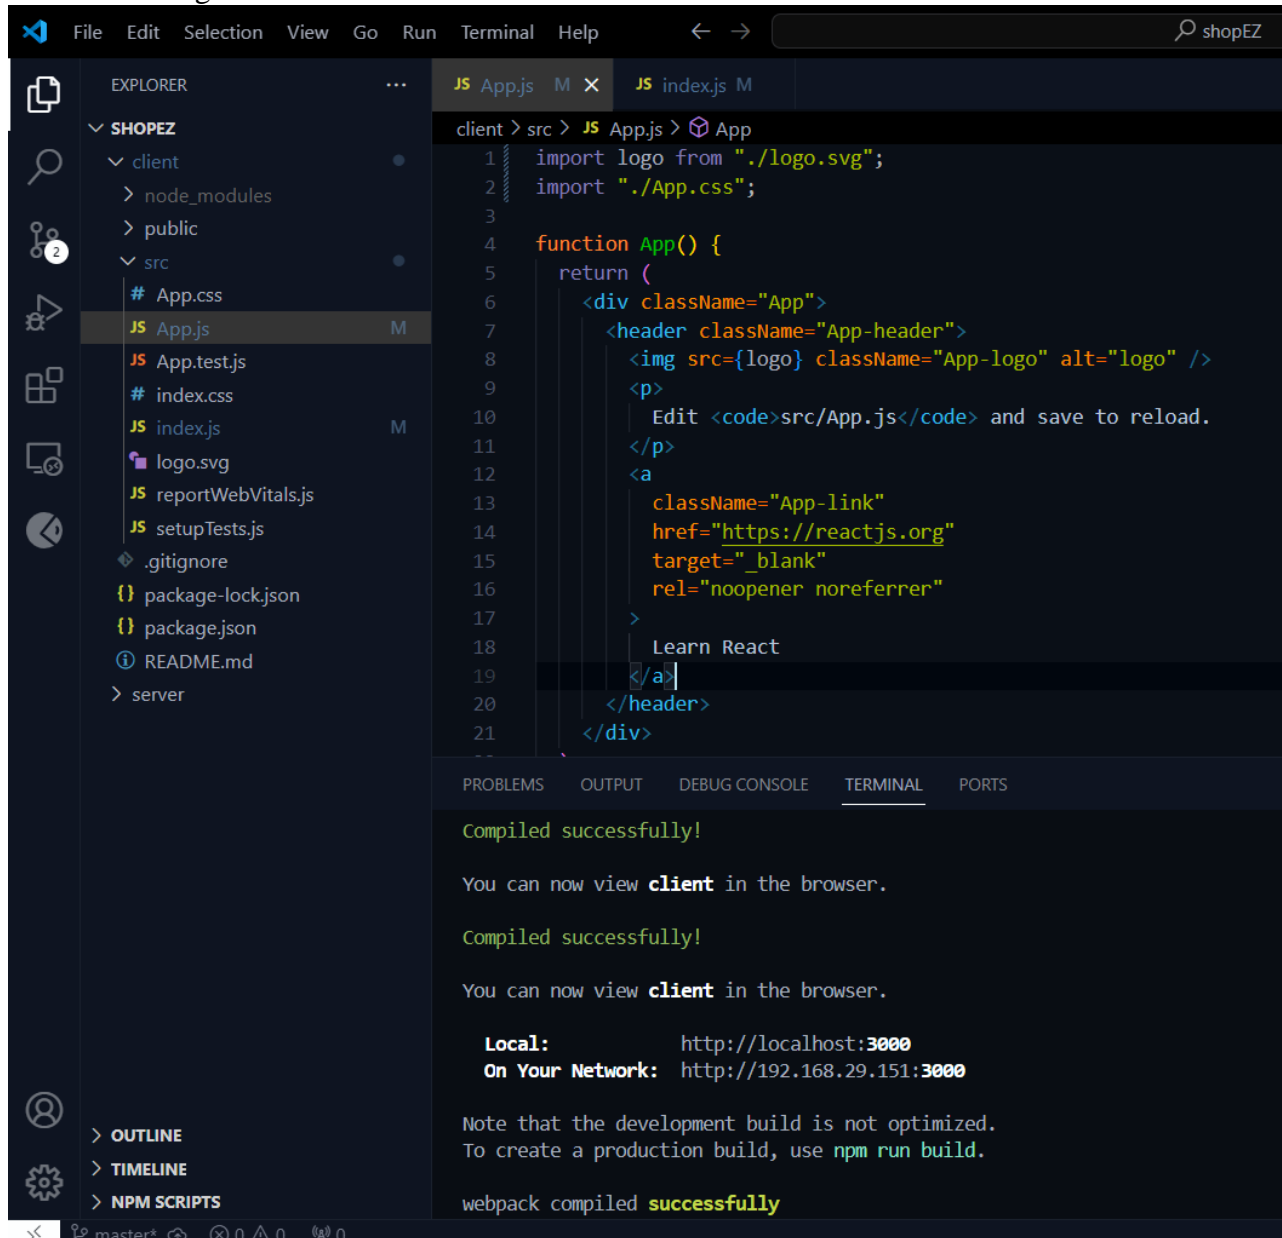 File Edit Selection View Go Run Terminal Help
shopEZ
EXPLORER
SHOPEZ
client
node_modules
public
src
# App.css
JS App.js M
JS App.test.js
# index.css
JS index.js M
logo.svg
JS reportWebVitals.js
JS setupTests.js
.gitignore
{} package-lock.json
{} package.json
README.md
server
OUTLINE
TIMELINE
NPM SCRIPTS
2
JS App.js M
JS index.js M
client > src > JS App.js > App
1 import logo from "./logo.svg";
2 import "./App.css";
3
4 function App() {
5 return (
6 <div className="App">
7 <header className="App-header">
8 <img src={logo} className="App-logo" alt="logo" />
9 <p>
10 Edit <code>src/App.js</code> and save to reload.
11 </p>
12 <a
13 className="App-link"
14 href="https://reactjs.org"
15 target="_blank"
16 rel="noopener noreferrer"
17 >
18 Learn React
19 </a>
20 </header>
21 </div>
PROBLEMS OUTPUT DEBUG CONSOLE TERMINAL PORTS
Compiled successfully!
You can now view client in the browser.
Compiled successfully!
You can now view client in the browser.
Local: http://localhost:3000
On Your Network: http://192.168.29.151:3000
Note that the development build is not optimized.
To create a production build, use npm run build.
webpack compiled successfully
master* 0 0 0